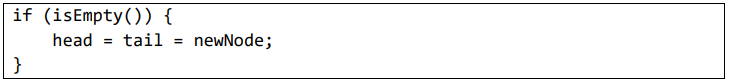 if (isEmpty()) {
    head = tail = newNode;
}